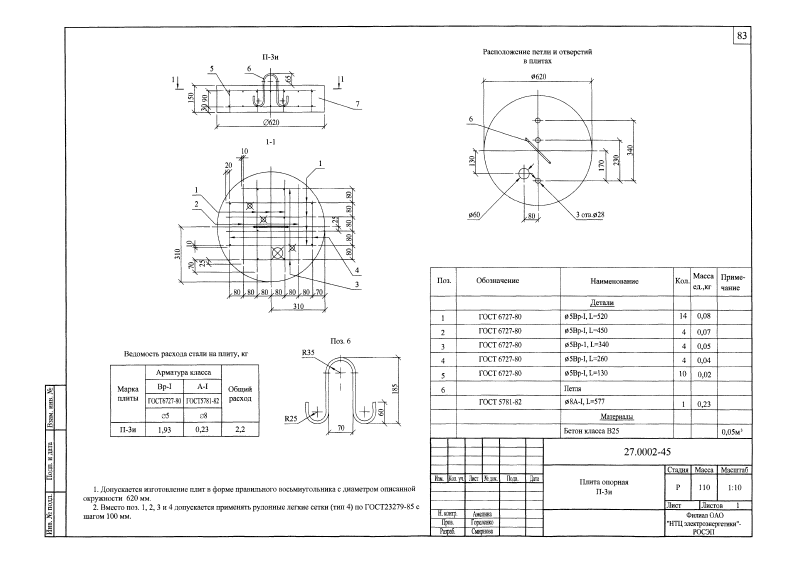 83
П-3и
5
6
1
1
65
150
90
30
7
∅620
1-1
10
20
1
1
2
80
80
80
80
80
25
310
10
25
70
4
3
80 80 80 80 80 70
310
Расположение петли и отверстий
в плитах
ø620
6
130
170
230
340
ø60
80
3 отв.ø28
Поз. 6
R35
R25
70
60
185
Ведомость расхода стали на плиту, кг
Марка плиты
Арматура класса
Общий расход
Вр-I
А-I
ГОСТ6727-80
ГОСТ5781-82
ø5
ø8
П-3и 1,93 0,23 2,2
1. Допускается изготовление плит в форме правильного восьмиугольника с диаметром описанной
окружности 620 мм.
2. Вместо поз. 1, 2, 3 и 4 допускается применять рулонные легкие сетки (тип 4) по ГОСТ23279-85 с
шагом 100 мм.
Поз. Обозначение Наименование Кол. Масса ед.,кг Приме-чание
Детали
1 ГОСТ 6727-80 ø5Вр-I, L=520 14 0,08
2 ГОСТ 6727-80 ø5Вр-I, L=450 4 0,07
3 ГОСТ 6727-80 ø5Вр-1, L=340 4 0,05
4 ГОСТ 6727-80 ø5Вр-I, L=260 4 0,04
5 ГОСТ 6727-80 ø5Вр-I, L=130 10 0,02
6 Петля
ГОСТ 5781-82 ø8А-I, L=577 1 0,23
Материалы
Бетон класса В25 0,05м³
27.0002-45
Изм. Кол. уч. Лист № док. Подп. Дата
Плита опорная
П-3и
Стадия Масса Масштаб
Р 110 1:10
Лист Листов 1
Н. контр. Амелина
Пров.
Разраб. Смирнова
Филиал ОАО
"НТЦ электроэнергетики"-
РОСЭП
Взам. инв. №
Подп. и дата
Инв. № подл.